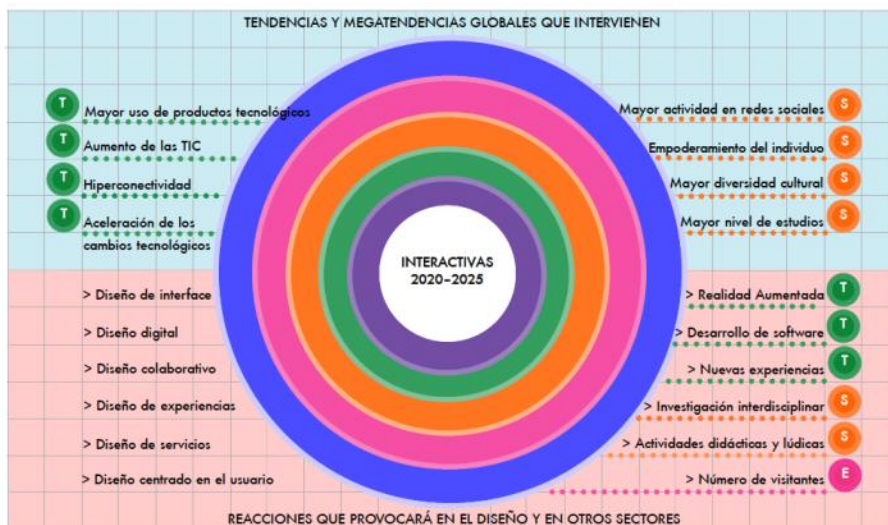 TENDENCIAS Y MEGATENDENCIAS GLOBALES QUE INTERVIENEN
T
Mayor uso de productos tecnológicos
T
Aumento de las TIC
T
Hiperconectividad
T
Aceleración de los
cambios tecnológicos
Mayor actividad en redes sociales
S
Empoderamiento del individuo
S
Mayor diversidad cultural
S
Mayor nivel de estudios
S
INTERACTIVAS
2020–2025
> Diseño de interface
> Diseño digital
> Diseño colaborativo
> Diseño de experiencias
> Diseño de servicios
> Diseño centrado en el usuario
> Realidad Aumentada
T
> Desarrollo de software
T
> Nuevas experiencias
T
> Investigación interdisciplinar
S
> Actividades didácticas y lúdicas
S
> Número de visitantes
E
REACCIONES QUE PROVOCARÁ EN EL DISEÑO Y EN OTROS SECTORES